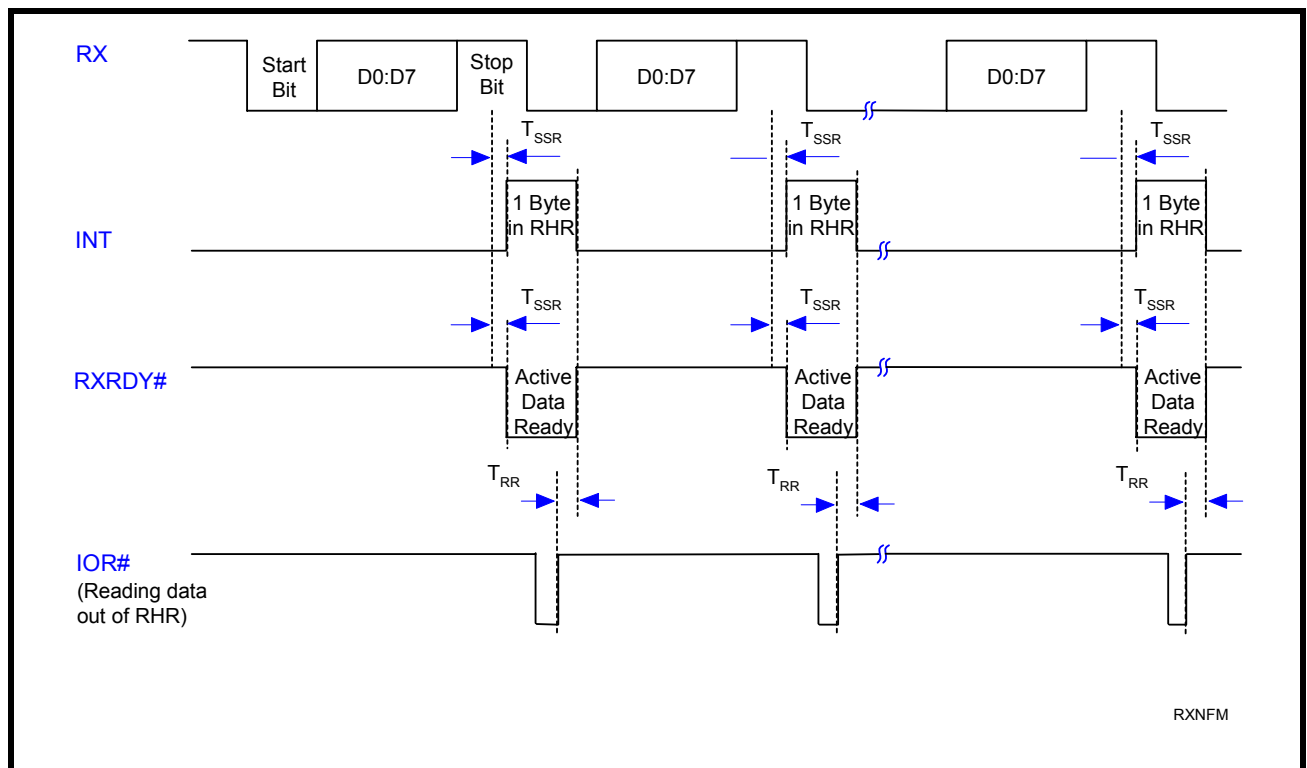 RX
Start
Bit
D0:D7
Stop
Bit
D0:D7
D0:D7
TSSR
TSSR
TSSR
INT
1 Byte
in RHR
1 Byte
in RHR
1 Byte
in RHR
TSSR
TSSR
TSSR
RXRDY#
Active
Data
Ready
Active
Data
Ready
Active
Data
Ready
TRR
TRR
TRR
IOR#
(Reading data
out of RHR)
RXNFM